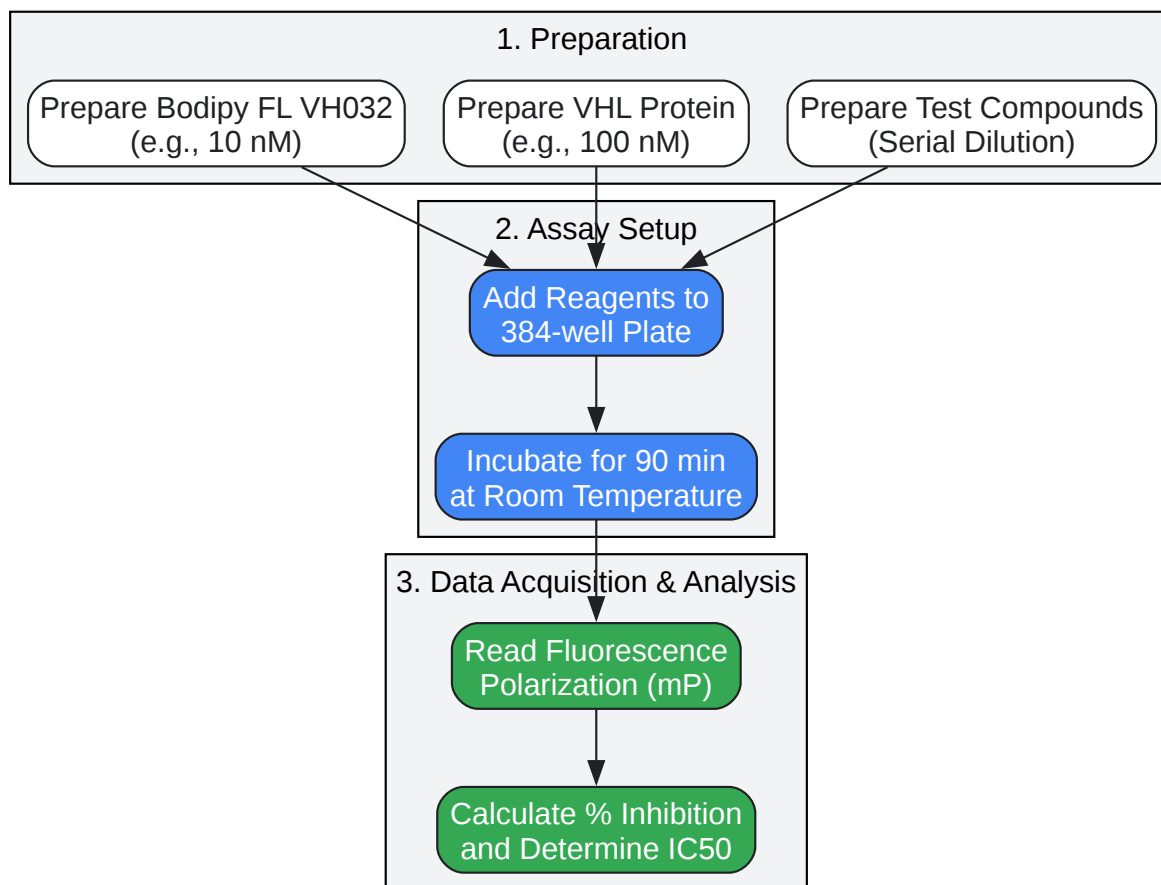 1. Preparation
Prepare Bodipy FL VH032
(e.g., 10 nM)
Prepare VHL Protein
(e.g., 100 nM)
Prepare Test Compounds
(Serial Dilution)
2. Assay Setup
Add Reagents to
384-well Plate
Incubate for 90 min
at Room Temperature
3. Data Acquisition & Analysis
Read Fluorescence
Polarization (mP)
Calculate % Inhibition
and Determine IC50